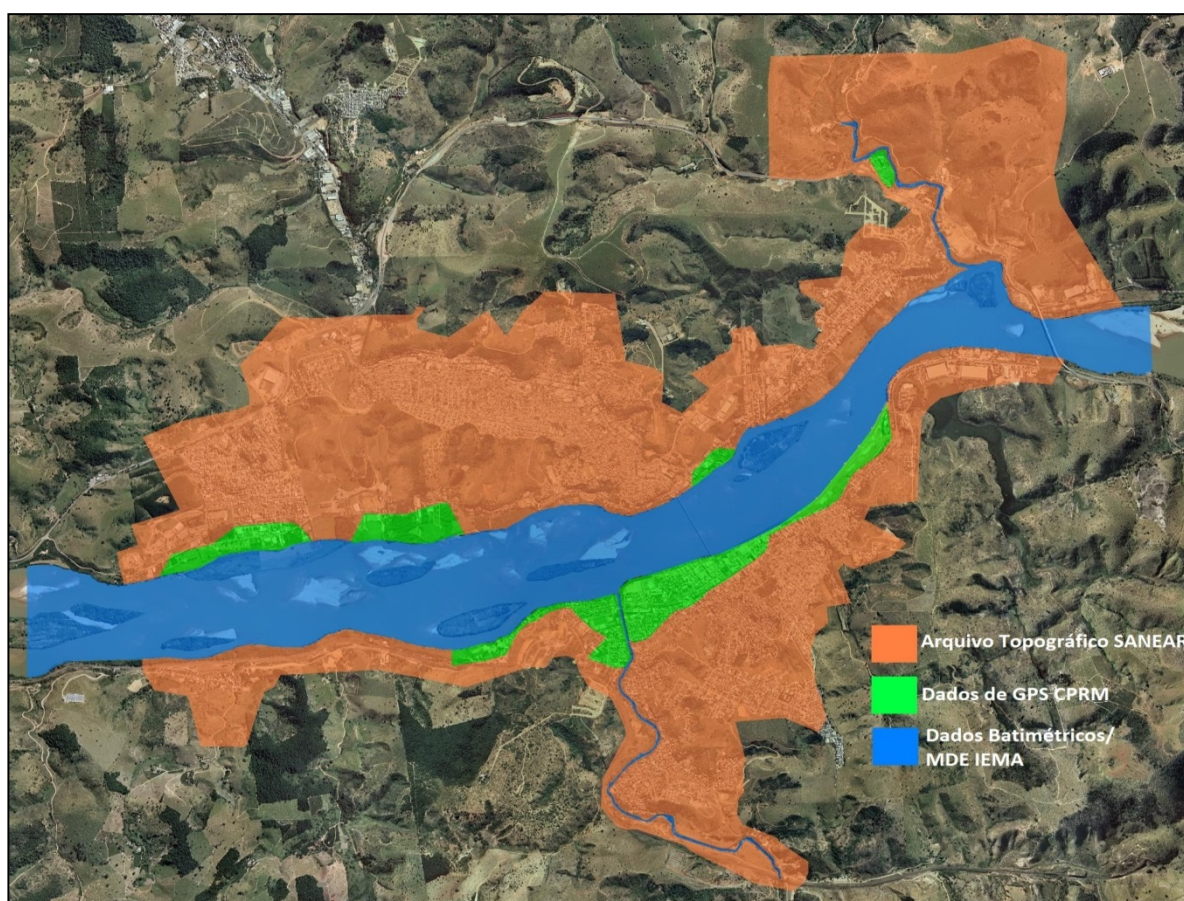 Arquivo Topográfico SANEAR
Dados de GPS CPRM
Dados Batimétricos/
MDE IEMA